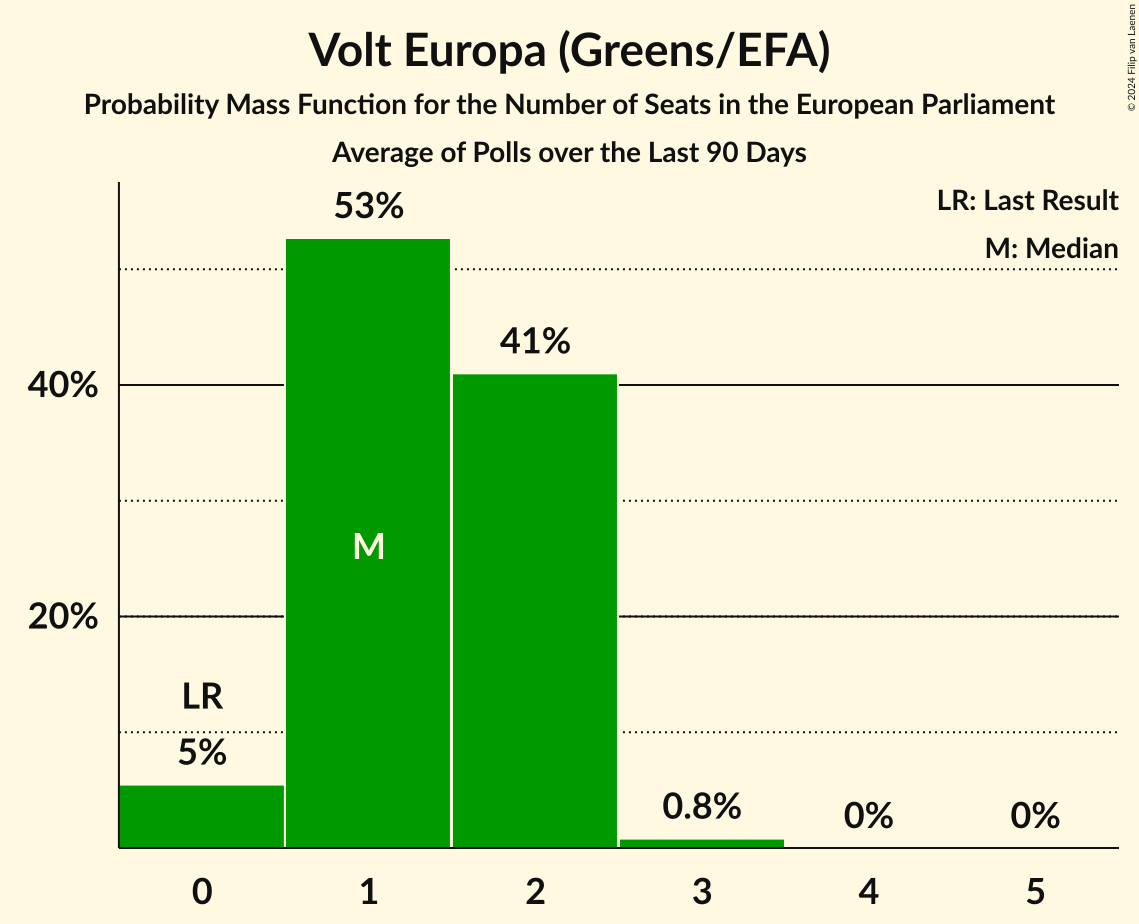 Volt Europa (Greens/EFA)
Probability Mass Function for the Number of Seats in the European Parliament
Average of Polls over the Last 90 Days
© 2024 Filip van Laenen
LR: Last Result
M: Median
53%
41%
40%
M
20%
LR
5%
0.8%
0%
0%
0
1
2
3
4
5